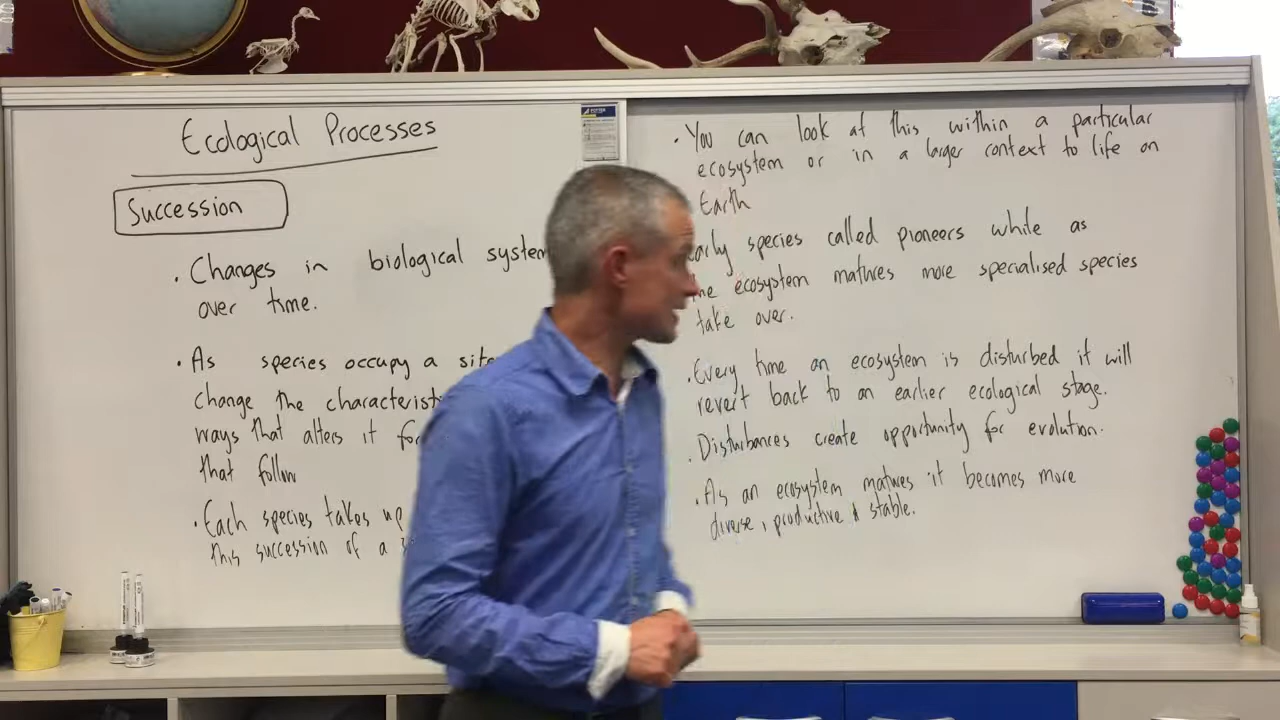 Ecological Processes
Succession
. Changes in biological system
over time.
. As species occupy a site
change the characterist
ways that alters it for
that follow
. Each species takes up
this succession of a
. You can look at this within a particular
ecosystem or in a larger context to life on
Earth
early species called pioneers while as
the ecosystem matures more specialised species
take over.
. Every time an ecosystem is disturbed it will
revert back to an earlier ecological stage.
. Disturbances create opportunity for evolution.
. As an ecosystem matures it becomes more
diverse, productive & stable.